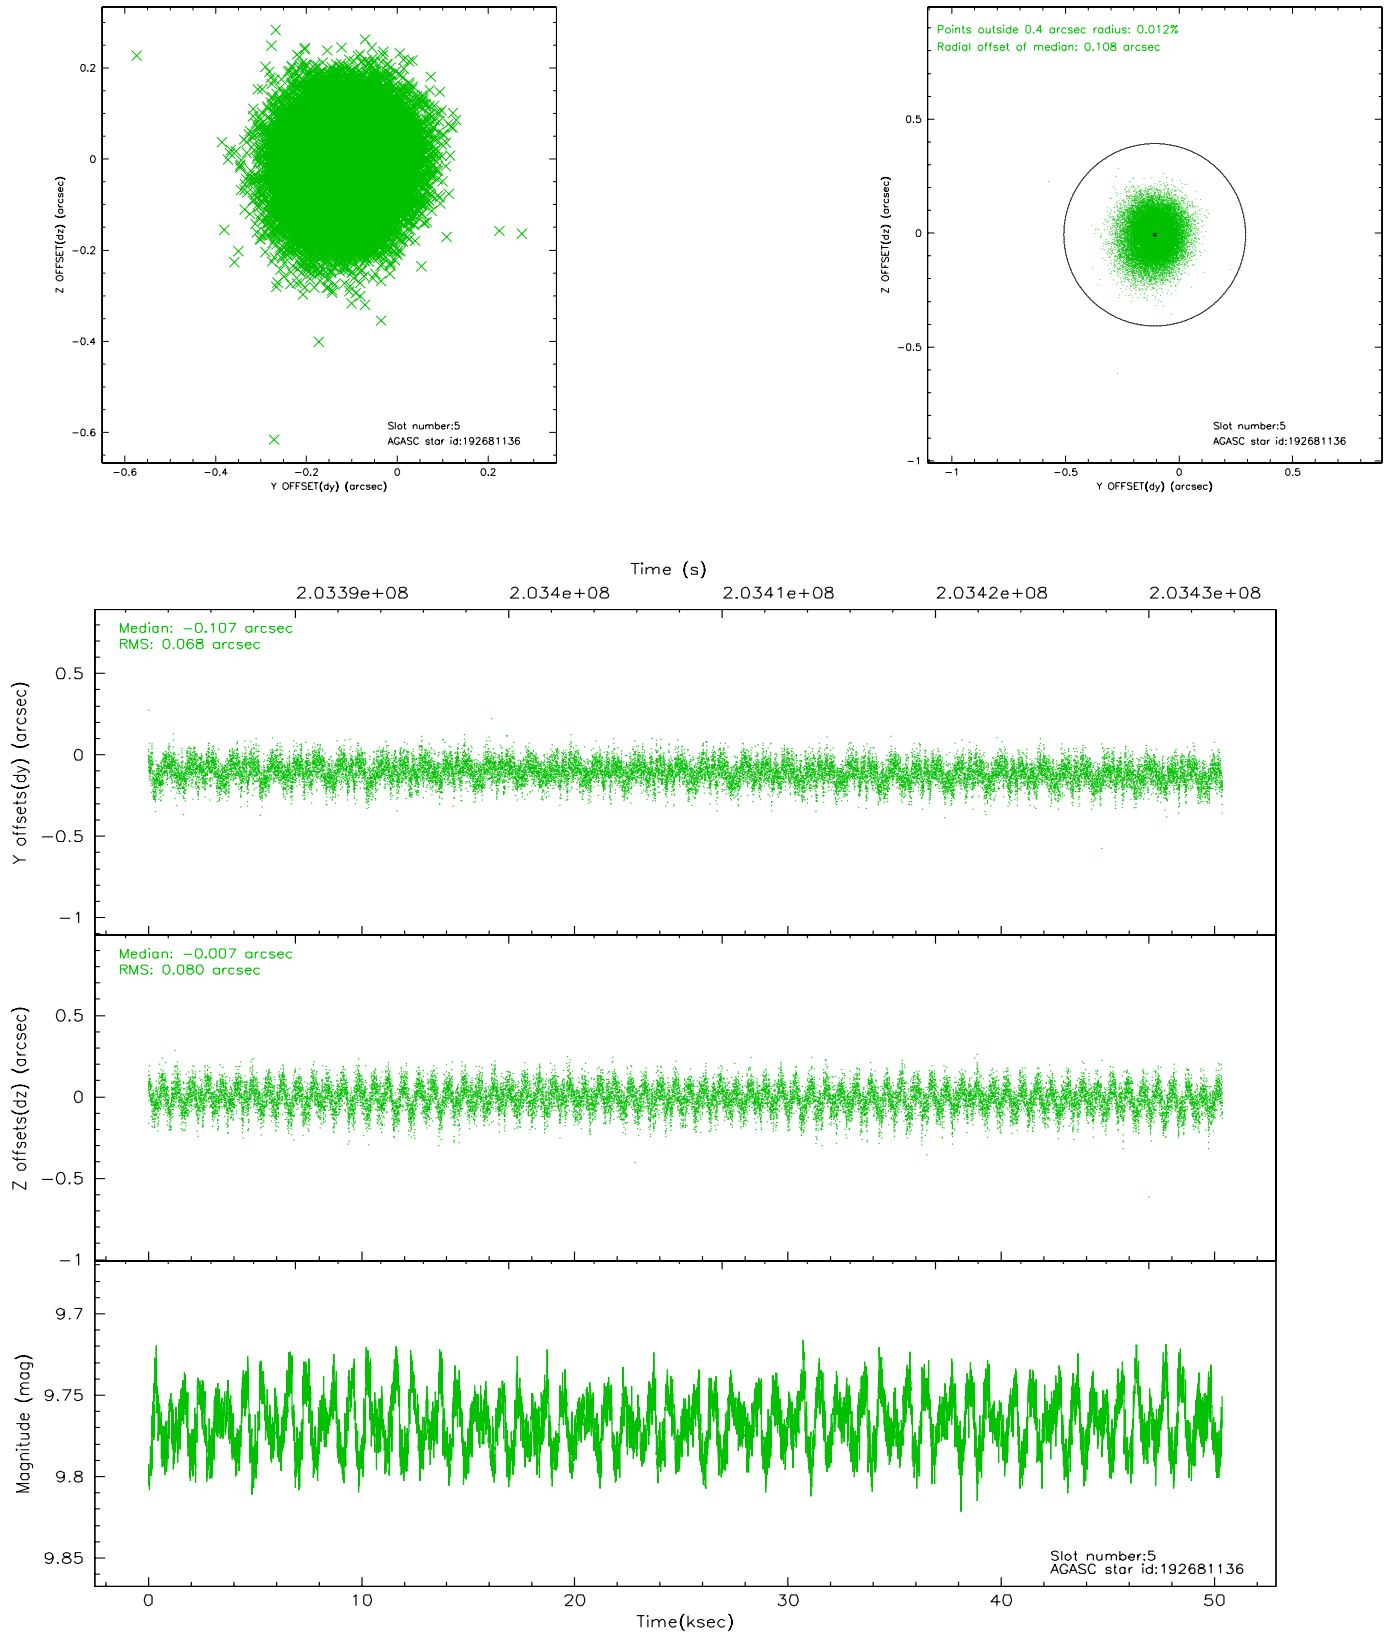 0.2
0
-0.2
-0.4
-0.6
Z OFFSET(dz) (arcsec)
Slot number:5
AGASC star id:192681136
-0.6 -0.4 -0.2 0 0.2
Y OFFSET(dy) (arcsec)
Points outside 0.4 arcsec radius: 0.012%
Radial offset of median: 0.108 arcsec
0.5
0
-0.5
-1
Z OFFSET(dz) (arcsec)
Slot number:5
AGASC star id:192681136
-1 -0.5 0 0.5
Y OFFSET(dy) (arcsec)
Time (s)
2.0339e+08 2.034e+08 2.0341e+08 2.0342e+08 2.0343e+08
Median: -0.107 arcsec
RMS: 0.068 arcsec
0.5
0
-0.5
-1
Y offsets(dy) (arcsec)
Median: -0.007 arcsec
RMS: 0.080 arcsec
0.5
0
-0.5
-1
Z offsets(dz) (arcsec)
9.7
9.75
9.8
9.85
Magnitude (mag)
Slot number:5
AGASC star id:192681136
0 10 20 30 40 50
Time(ksec)